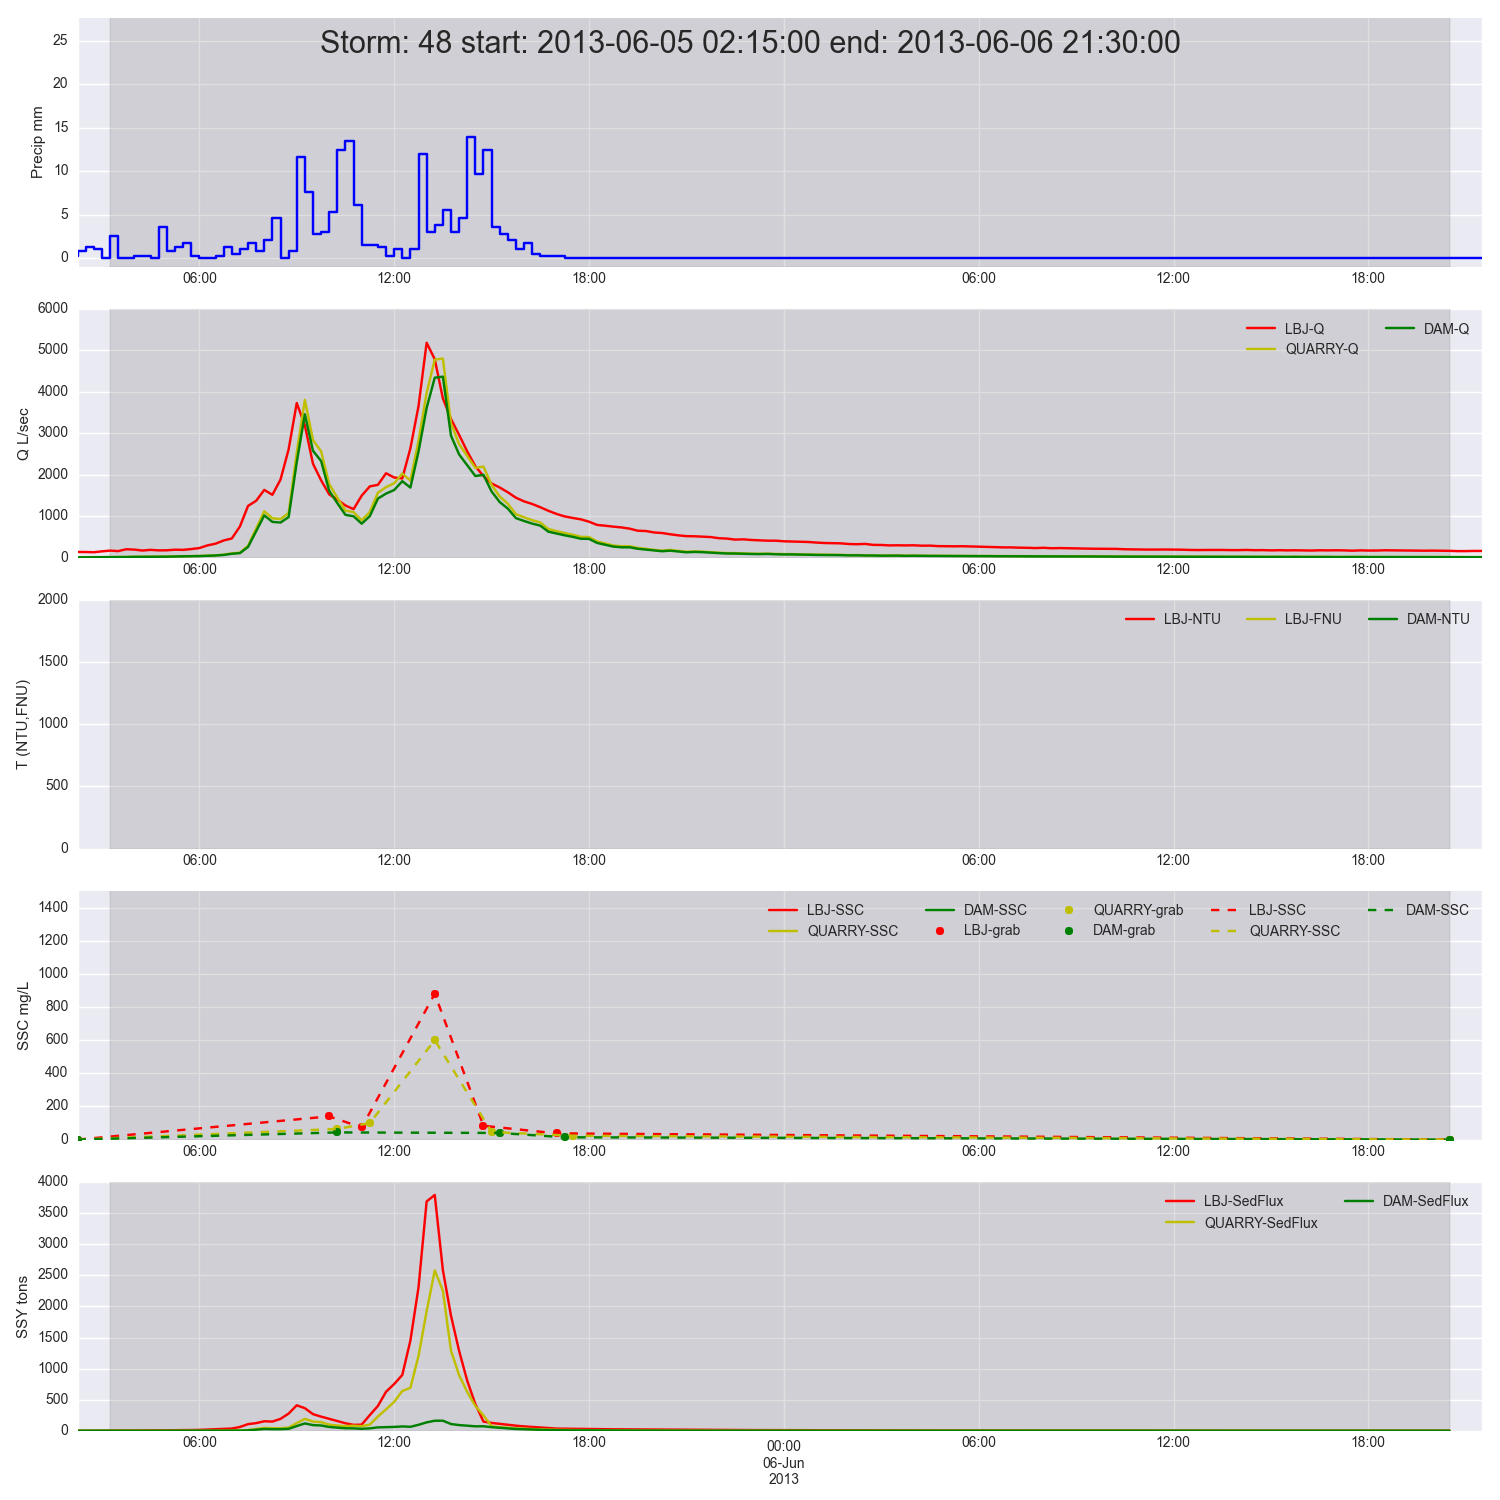 Storm: 48 start: 2013-06-05 02:15:00 end: 2013-06-06 21:30:00
Precip mm
25
20
15
10
5
0
06:00 12:00 18:00 06:00 12:00 18:00
Q L/sec
6000
5000
4000
3000
2000
1000
0
LBJ-Q DAM-Q
QUARRY-Q
06:00 12:00 18:00 06:00 12:00 18:00
T (NTU,FNU)
2000
1500
1000
500
0
LBJ-NTU LBJ-FNU DAM-NTU
06:00 12:00 18:00 06:00 12:00 18:00
SSC mg/L
1400
1200
1000
800
600
400
200
0
LBJ-SSC DAM-SSC QUARRY-grab LBJ-SSC DAM-SSC
QUARRY-SSC LBJ-grab DAM-grab QUARRY-SSC
06:00 12:00 18:00 06:00 12:00 18:00
SSY tons
4000
3500
3000
2500
2000
1500
1000
500
0
LBJ-SedFlux DAM-SedFlux
QUARRY-SedFlux
06:00 12:00 18:00 00:00 06:00 12:00 18:00
06-Jun
2013